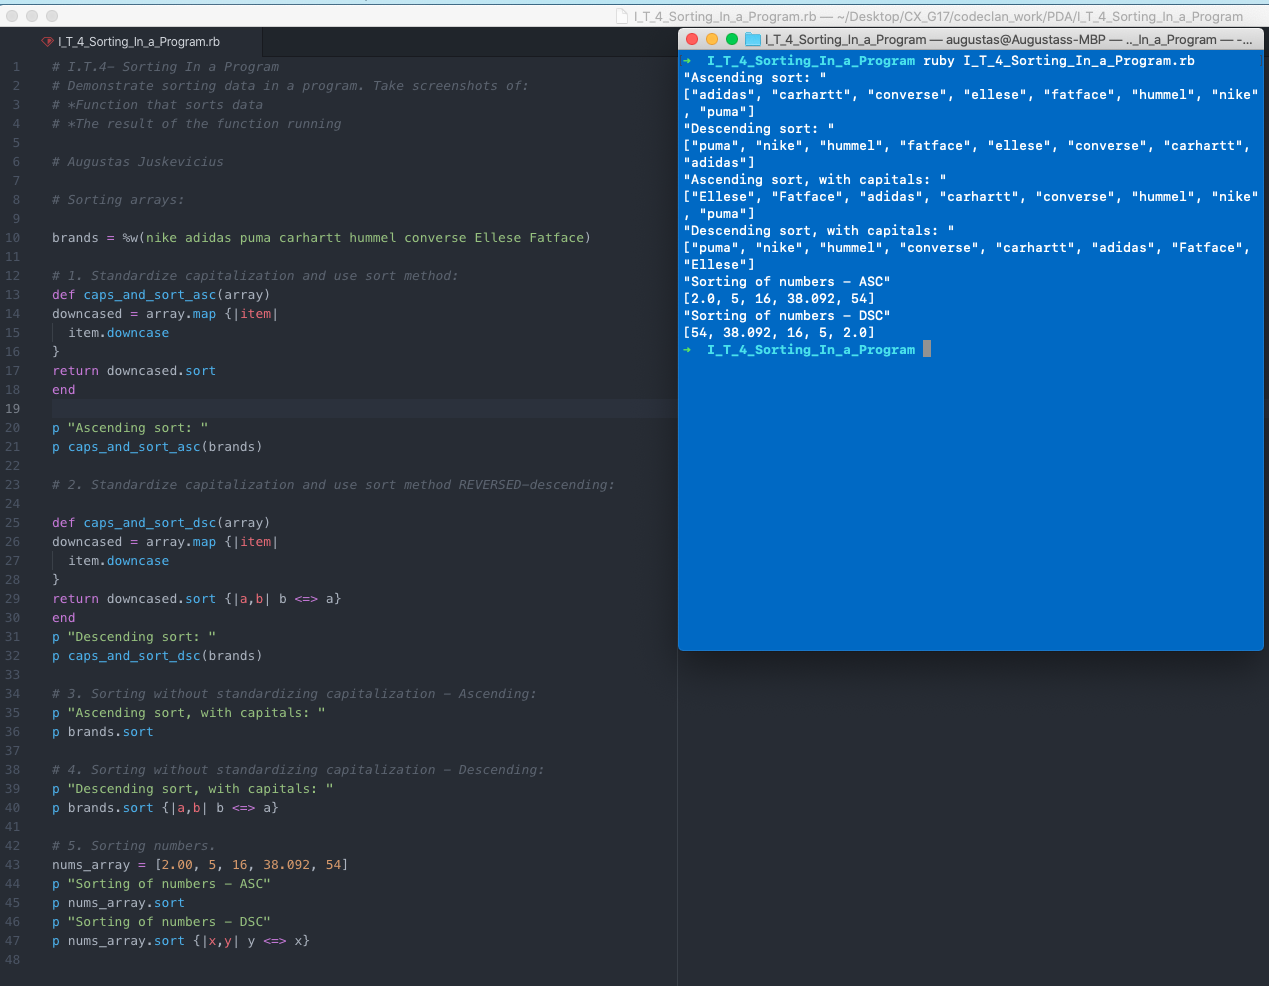 I_T_4_Sorting_In_a_Program.rb — ~/Desktop/CX_G17/codeclan_work/PDA/I_T_4_Sorting_In_a_Program
I_T_4_Sorting_In_a_Program.rb
1 # I.T.4- Sorting In a Program
2 # Demonstrate sorting data in a program. Take screenshots of:
3 # *Function that sorts data
4 # *The result of the function running
5
6 # Augustas Juskevicius
7
8 # Sorting arrays:
9
10 brands = %w(nike adidas puma carhartt hummel converse Ellese Fatface)
11
12 # 1. Standardize capitalization and use sort method:
13 def caps_and_sort_asc(array)
14 downcased = array.map {|item|
15   item.downcase
16 }
17 return downcased.sort
18 end
19
20 p "Ascending sort: "
21 p caps_and_sort_asc(brands)
22
23 # 2. Standardize capitalization and use sort method REVERSED-descending:
24
25 def caps_and_sort_dsc(array)
26 downcased = array.map {|item|
27   item.downcase
28 }
29 return downcased.sort {|a,b| b <=> a}
30 end
31 p "Descending sort: "
32 p caps_and_sort_dsc(brands)
33
34 # 3. Sorting without standardizing capitalization - Ascending:
35 p "Ascending sort, with capitals: "
36 p brands.sort
37
38 # 4. Sorting without standardizing capitalization - Descending:
39 p "Descending sort, with capitals: "
40 p brands.sort {|a,b| b <=> a}
41
42 # 5. Sorting numbers.
43 nums_array = [2.00, 5, 16, 38.092, 54]
44 p "Sorting of numbers - ASC"
45 p nums_array.sort
46 p "Sorting of numbers - DSC"
47 p nums_array.sort {|x,y| y <=> x}
48
I_T_4_Sorting_In_a_Program — augustas@Augustass-MBP — .._In_a_Program — -...
➜  I_T_4_Sorting_In_a_Program ruby I_T_4_Sorting_In_a_Program.rb
"Ascending sort: "
["adidas", "carhartt", "converse", "ellese", "fatface", "hummel", "nike"
, "puma"]
"Descending sort: "
["puma", "nike", "hummel", "fatface", "ellese", "converse", "carhartt",
"adidas"]
"Ascending sort, with capitals: "
["Ellese", "Fatface", "adidas", "carhartt", "converse", "hummel", "nike"
, "puma"]
"Descending sort, with capitals: "
["puma", "nike", "hummel", "converse", "carhartt", "adidas", "Fatface",
"Ellese"]
"Sorting of numbers - ASC"
[2.0, 5, 16, 38.092, 54]
"Sorting of numbers - DSC"
[54, 38.092, 16, 5, 2.0]
➜  I_T_4_Sorting_In_a_Program